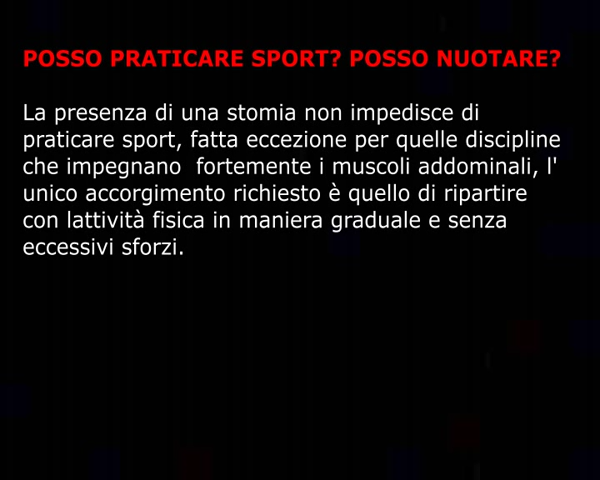 POSSO PRATICARE SPORT? POSSO NUOTARE?
La presenza di una stomia non impedisce di
praticare sport, fatta eccezione per quelle discipline
che impegnano  fortemente i muscoli addominali, l'
unico accorgimento richiesto è quello di ripartire
con lattività fisica in maniera graduale e senza
eccessivi sforzi.